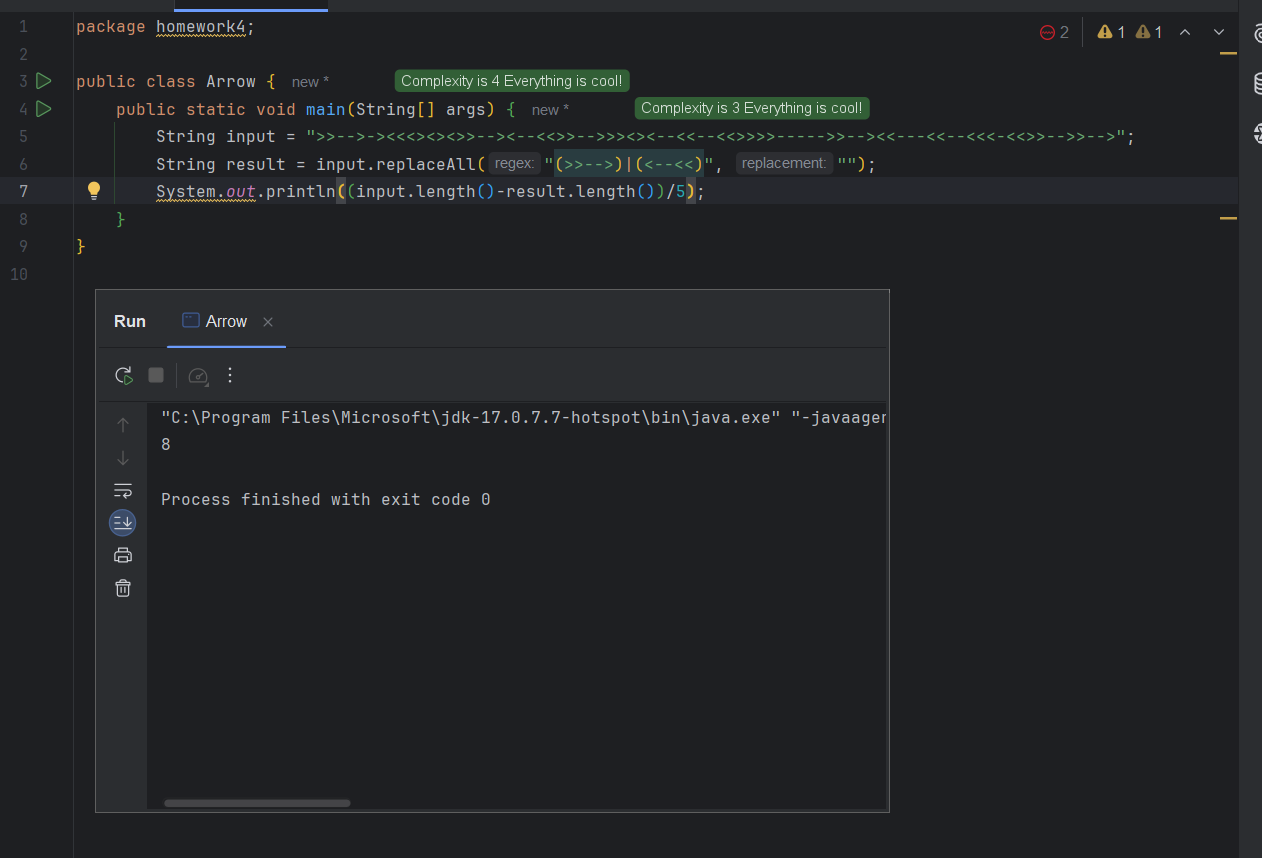 1 package homework4;
2
3 public class Arrow { new * Complexity is 4 Everything is cool!
4 public static void main(String[] args) { new * Complexity is 3 Everything is cool!
5 String input = ">>-->-><<<><><>>--><--<<>>-->>><><--<<--<<>>>>----->>--><<---<<--<<<-<<>>-->>-->";
6 String result = input.replaceAll( regex: "(>>-->)|(<--<<)", replacement: "");
7 System.out.println((input.length()-result.length())/5);
8 }
9 }
10
2 1 1
Run Arrow
"C:\Program Files\Microsoft\jdk-17.0.7.7-hotspot\bin\java.exe" "-javaagen
8
Process finished with exit code 0